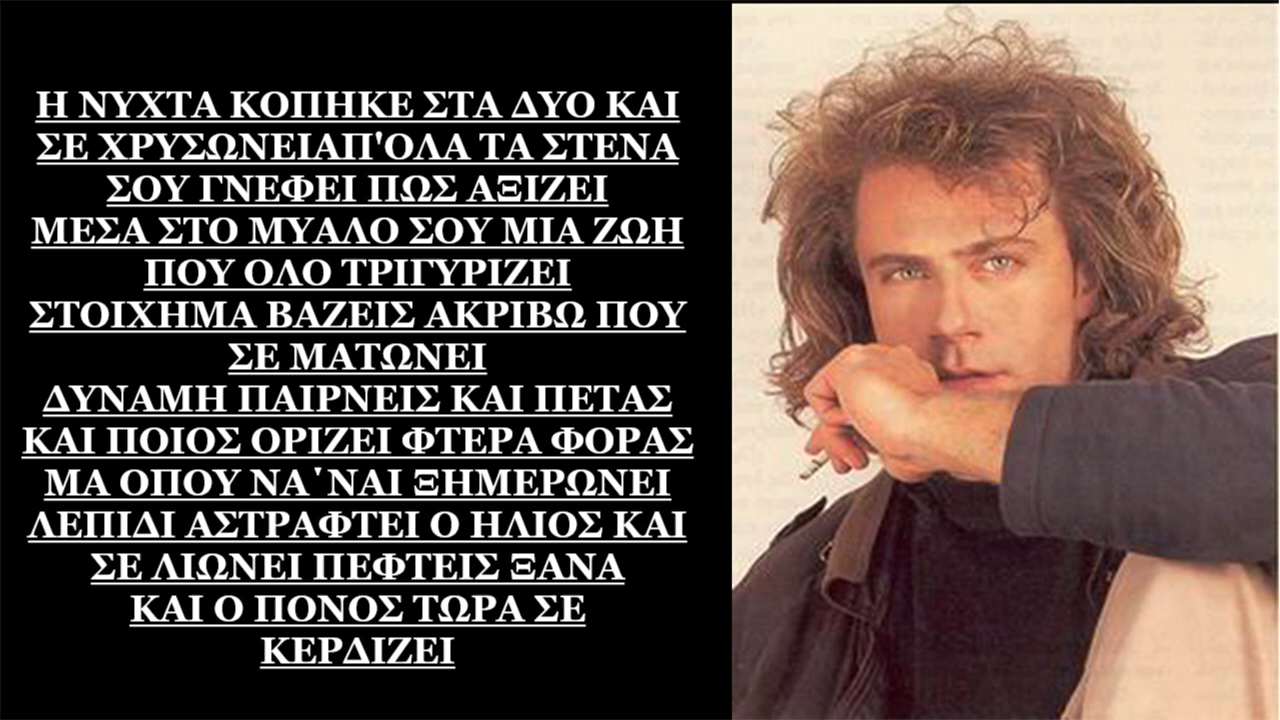 Η ΝΥΧΤΑ ΚΟΠΗΚΕ ΣΤΑ ΔΥΟ ΚΑΙ
ΣΕ ΧΡΥΣΩΝΕΙΑΠ'ΟΛΑ ΤΑ ΣΤΕΝΑ
ΣΟΥ ΓΝΕΦΕΙ ΠΩΣ ΑΞΙΖΕΙ
ΜΕΣΑ ΣΤΟ ΜΥΑΛΟ ΣΟΥ ΜΙΑ ΖΩΗ
ΠΟΥ ΟΛΟ ΤΡΙΓΥΡΙΖΕΙ
ΣΤΟΙΧΗΜΑ ΒΑΖΕΙΣ ΑΚΡΙΒΩ ΠΟΥ
ΣΕ ΜΑΤΩΝΕΙ
ΔΥΝΑΜΗ ΠΑΙΡΝΕΙΣ ΚΑΙ ΠΕΤΑΣ
ΚΑΙ ΠΟΙΟΣ ΟΡΙΖΕΙ ΦΤΕΡΑ ΦΟΡΑΣ
ΜΑ ΟΠΟΥ ΝΑ΄ΝΑΙ ΞΗΜΕΡΩΝΕΙ
ΛΕΠΙΔΙ ΑΣΤΡΑΦΤΕΙ Ο ΗΛΙΟΣ ΚΑΙ
ΣΕ ΛΙΩΝΕΙ ΠΕΦΤΕΙΣ ΞΑΝΑ
ΚΑΙ Ο ΠΟΝΟΣ ΤΩΡΑ ΣΕ
ΚΕΡΔΙΖΕΙ